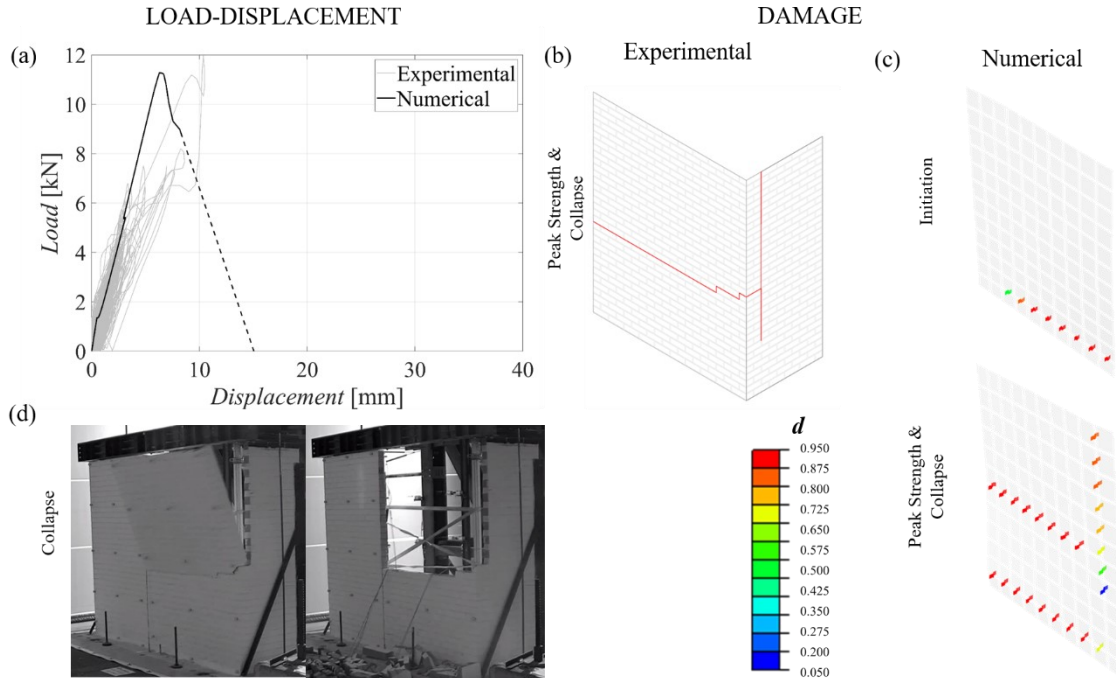 LOAD-DISPLACEMENT
DAMAGE
(a)
12
10
8
6
4
2
0
Load [kN]
Experimental
Numerical
0
10
20
30
40
Displacement [mm]
(b)
Experimental
Peak Strength &
Collapse
(c)
Numerical
Initiation
Peak Strength &
Collapse
(d)
Collapse
d
0.950
0.875
0.800
0.725
0.650
0.575
0.500
0.425
0.350
0.275
0.200
0.050